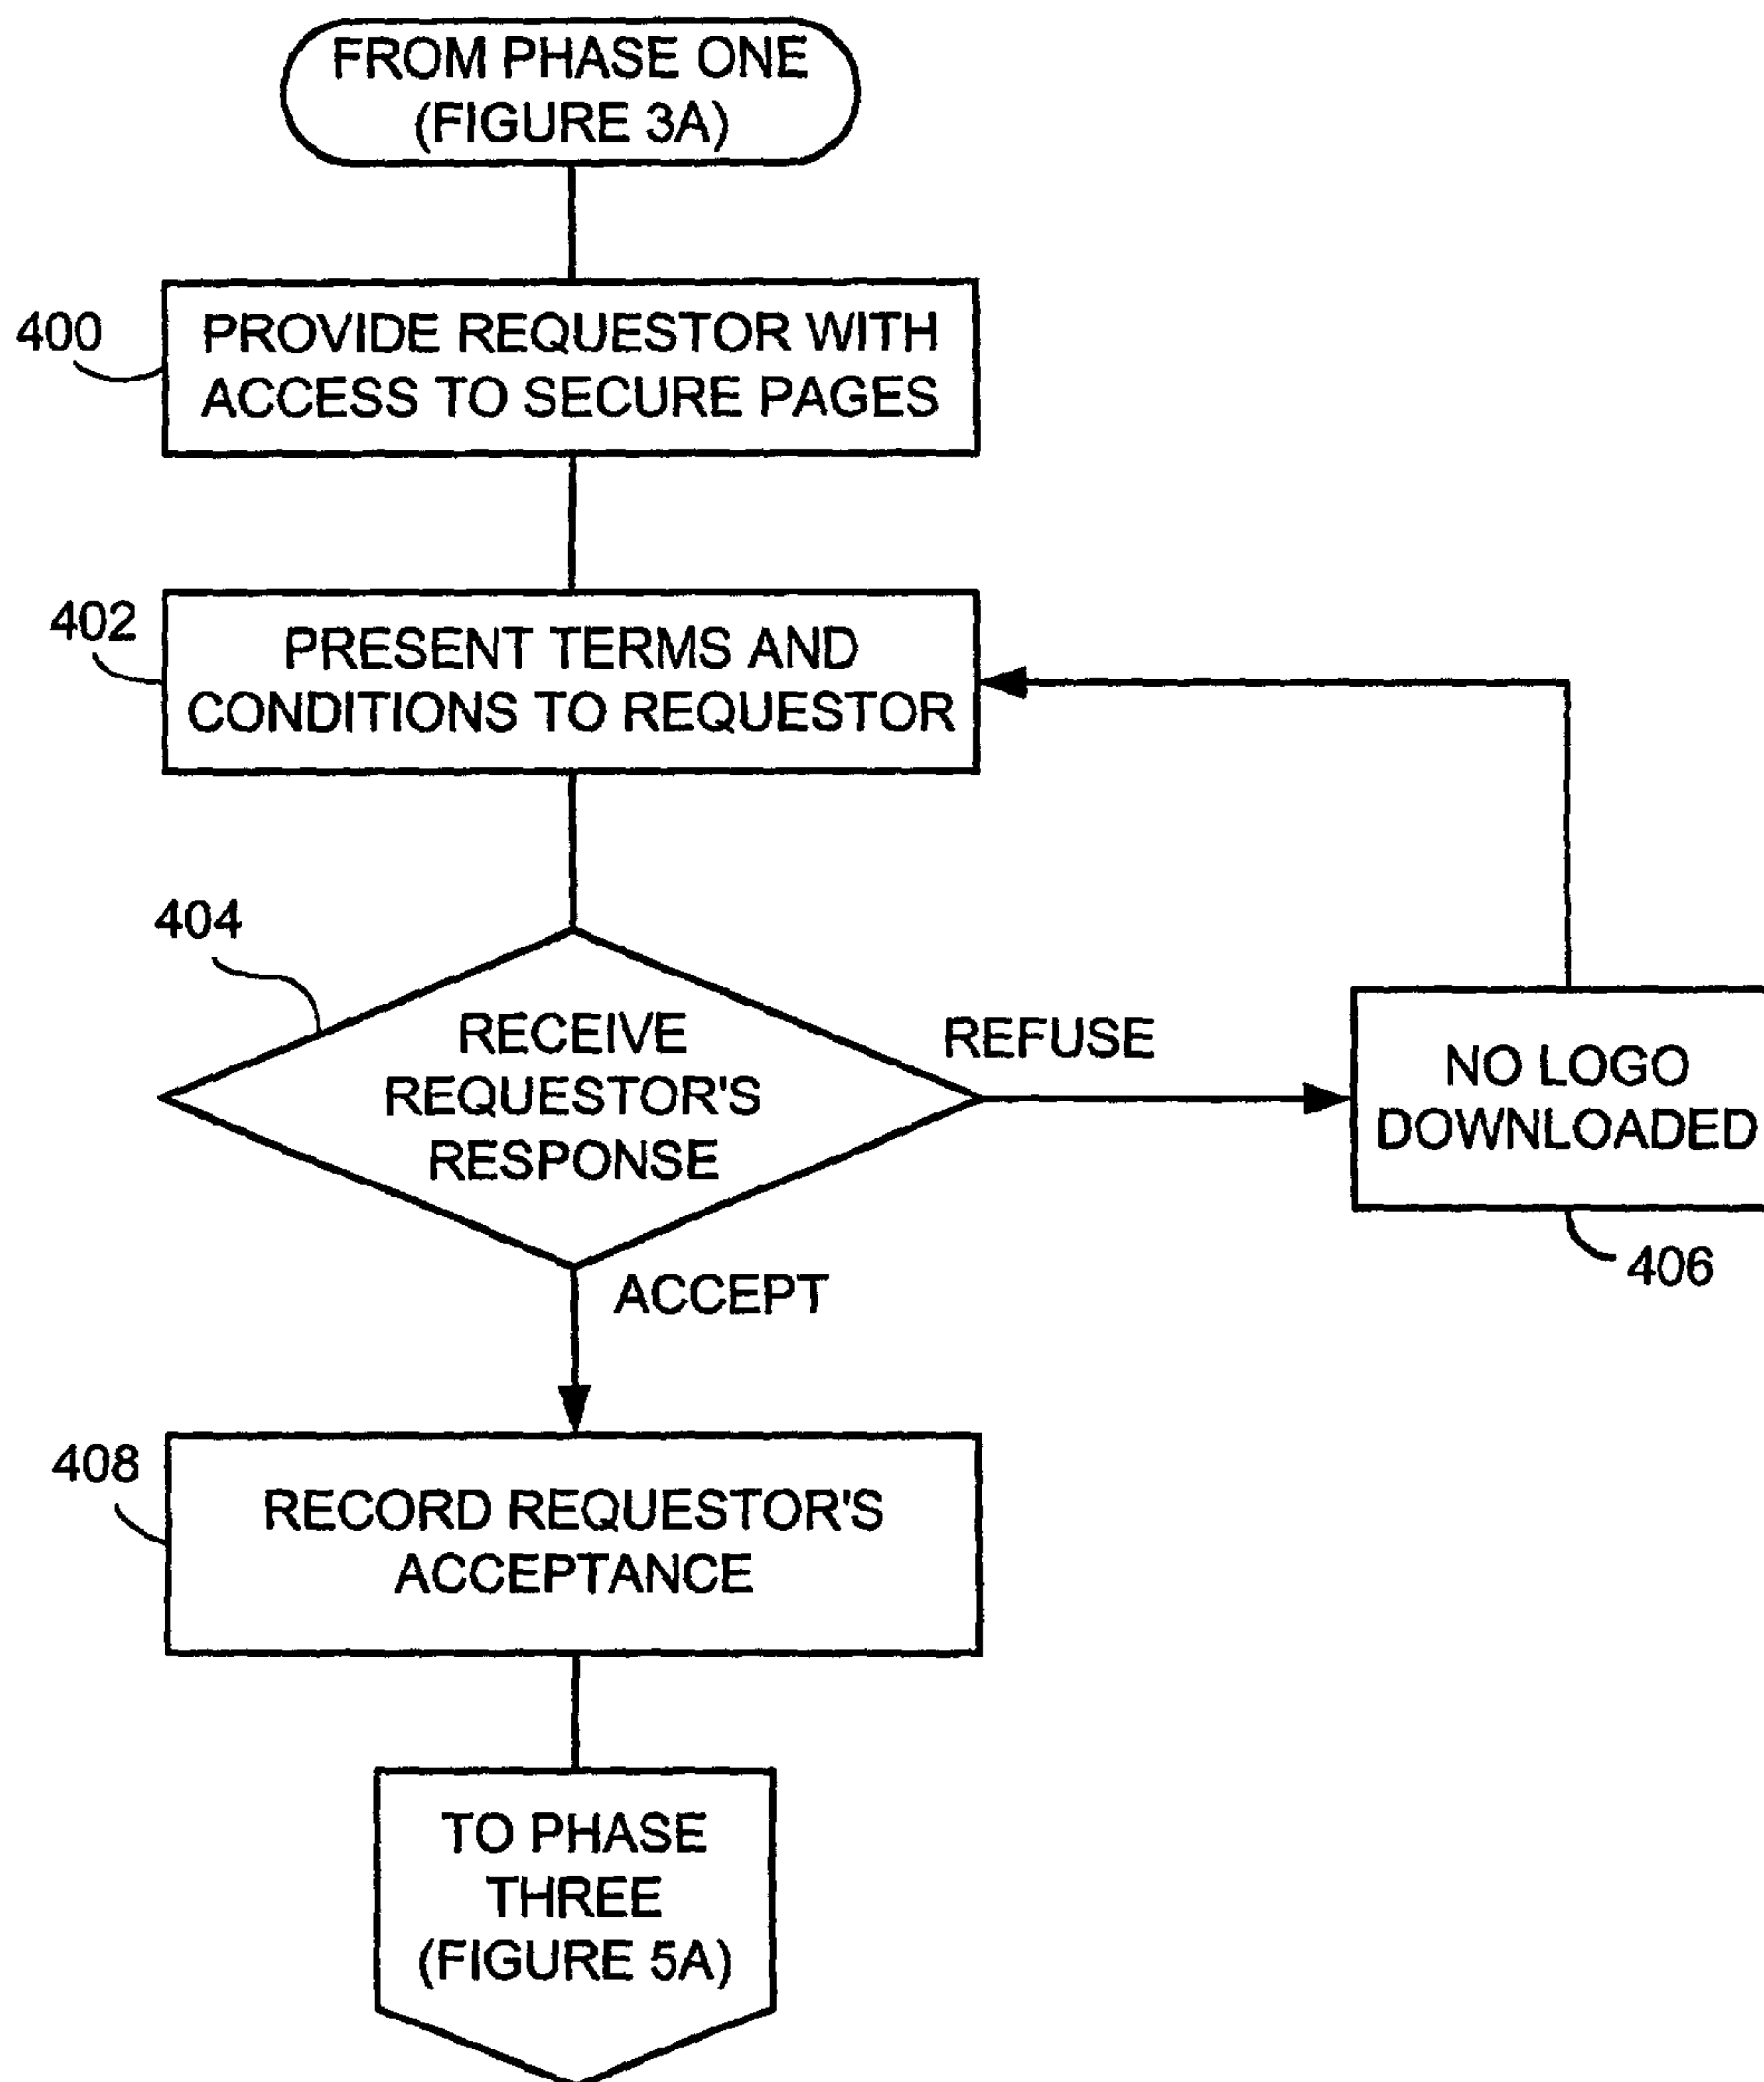 FROM PHASE ONE
(FIGURE 3A)
400
PROVIDE REQUESTOR WITH
ACCESS TO SECURE PAGES
402
PRESENT TERMS AND
CONDITIONS TO REQUESTOR
404
RECEIVE
REQUESTOR'S
RESPONSE
REFUSE
NO LOGO
DOWNLOADED
406
ACCEPT
408
RECORD REQUESTOR'S
ACCEPTANCE
TO PHASE
THREE
(FIGURE 5A)